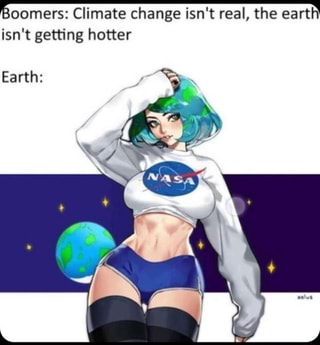 Boomers: Climate change isn't real, the earth
isn't getting hotter
Earth:
NASA